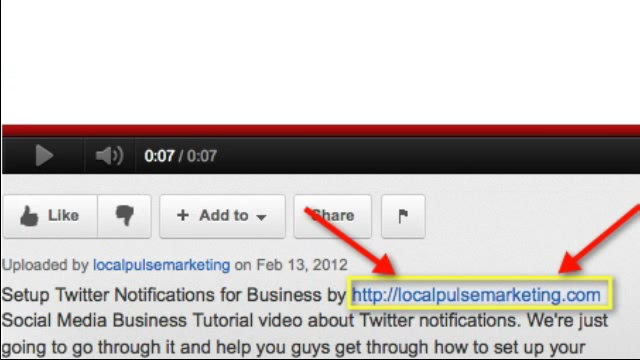 0:07 / 0:07
Like
+ Add to
Share
Uploaded by localpulsemarketing on Feb 13, 2012
Setup Twitter Notifications for Business by http://localpulsemarketing.com
Social Media Business Tutorial video about Twitter notifications. We're just
going to go through it and help you guys get through how to set up your